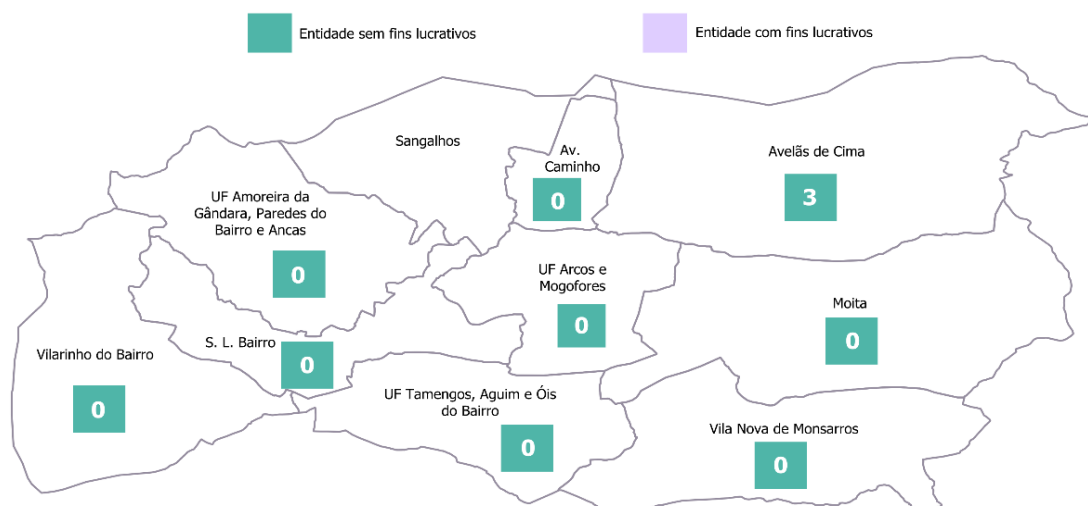 Entidade sem fins lucrativos
Entidade com fins lucrativos
Sangalhos
Av.
Caminho
0
Avelãs de Cima
3
UF Amoreira da
Gândara, Paredes do
Bairro e Ancas
0
UF Arcos e
Mogofores
0
Moita
0
S. L. Bairro
0
Vilarinho do Bairro
0
UF Tamengos, Aguim e Óis
do Bairro
0
Vila Nova de Monsarros
0